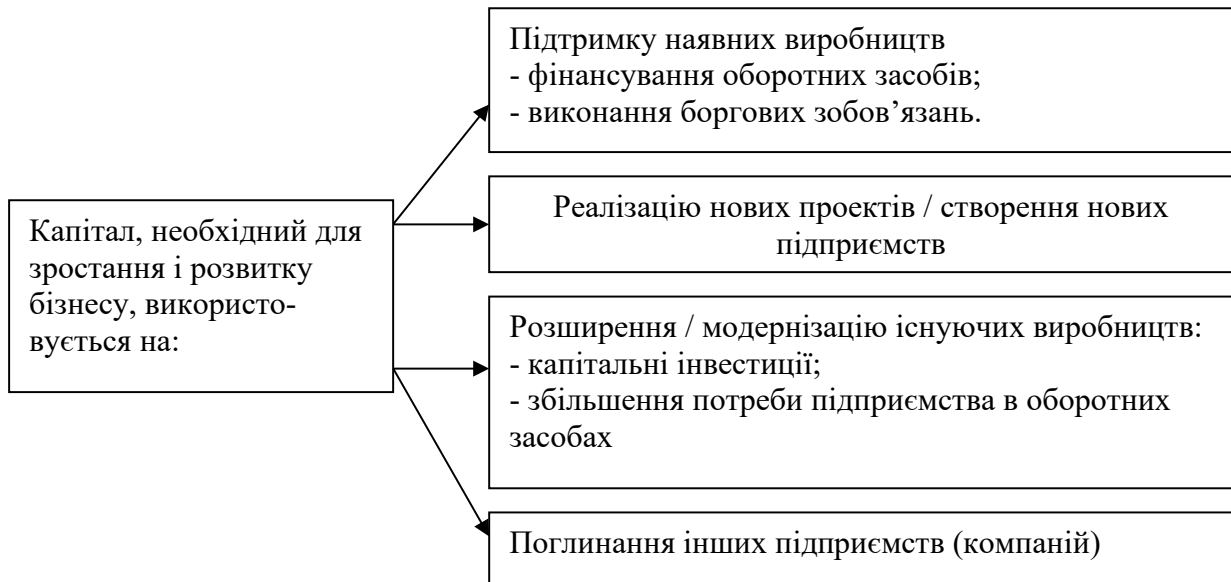 Капітал, необхідний для
зростання і розвитку
бізнесу, використо-
вується на:
Підтримку наявних виробництв
- фінансування оборотних засобів;
- виконання боргових зобов’язань.
Реалізацію нових проектів / створення нових
підприємств
Розширення / модернізацію існуючих виробництв:
- капітальні інвестиції;
- збільшення потреби підприємства в оборотних
засобах
Поглинання інших підприємств (компаній)